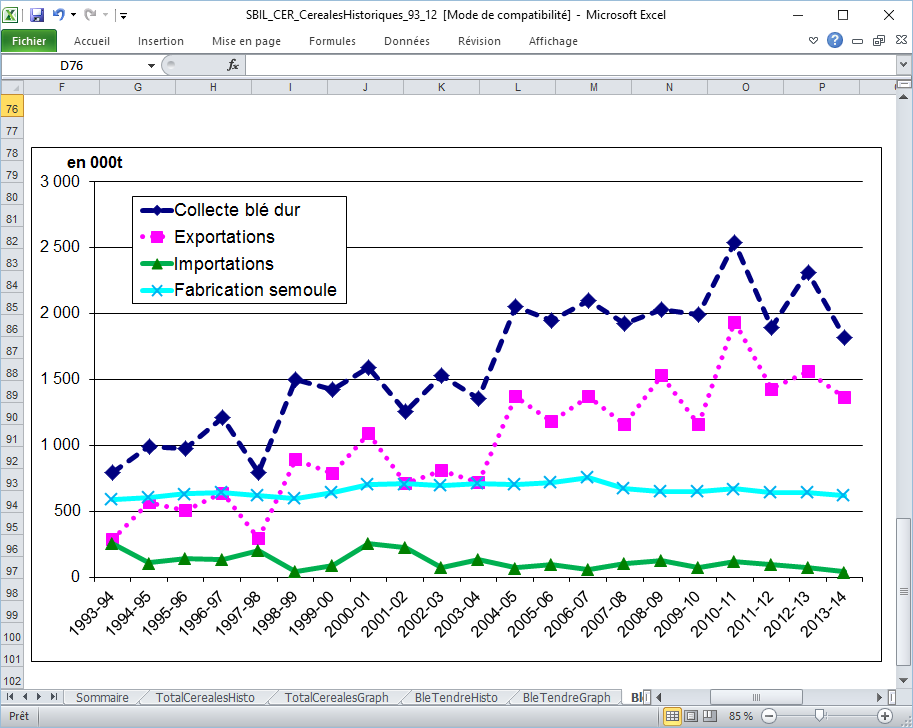 SBIL_CER_CerealesHistoriques_93_12 [Mode de compatibilité] - Microsoft Excel
Fichier Accueil Insertion Mise en page Formules Données Révision Affichage
D76 fx
F G H I J K L M N O P
76
77
78
79
80
81
82
83
84
85
86
87
88
89
90
91
92
93
94
95
96
97
98
99
100
101
102
en 000t
3 000
2 500
2 000
1 500
1 000
500
0
Collecte blé dur
Exportations
Importations
Fabrication semoule
1993-94 1994-95 1995-96 1996-97 1997-98 1998-99 1999-00 2000-01 2001-02 2002-03 2003-04 2004-05 2005-06 2006-07 2007-08 2008-09 2009-10 2010-11 2011-12 2012-13 2013-14
Sommaire TotalCerealesHisto TotalCerealesGraph BleTendreHisto BleTendreGraph
Prêt 85 %